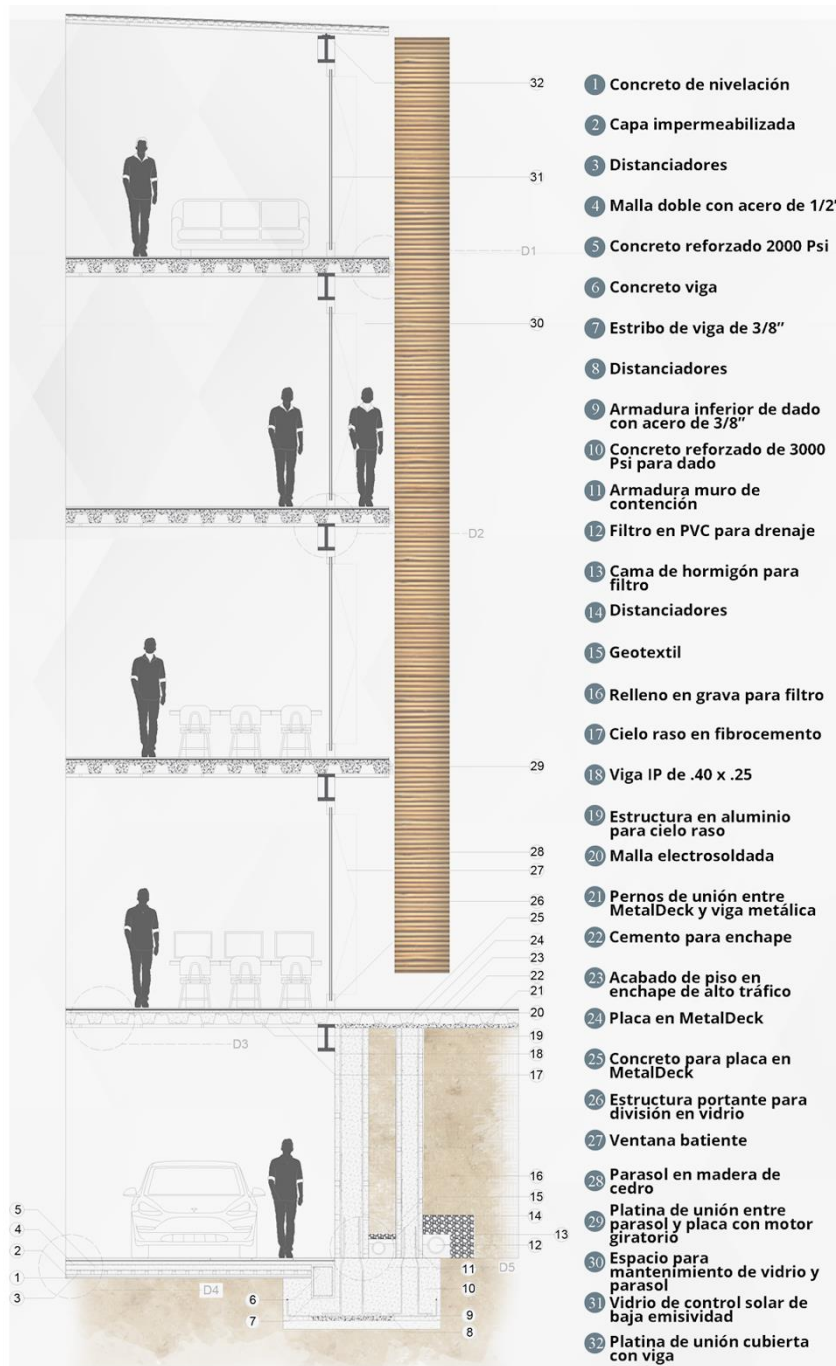 32
31
D1
30
D2
29
28
27
26
25
24
23
22
21
20
19
D3
18
17
16
15
14
13
12
5
4
2
1
3
D4
11
D5
10
6
9
7
8
1 Concreto de nivelación
2 Capa impermeabilizada
3 Distanciadores
4 Malla doble con acero de 1/2"
5 Concreto reforzado 2000 Psi
6 Concreto viga
7 Estribo de viga de 3/8"
8 Distanciadores
9 Armadura inferior de dado
con acero de 3/8"
10 Concreto reforzado de 3000
Psi para dado
11 Armadura muro de
contención
12 Filtro en PVC para drenaje
13 Cama de hormigón para
filtro
14 Distanciadores
15 Geotextil
16 Relleno en grava para filtro
17 Cielo raso en fibrocemento
18 Viga IP de .40 x .25
19 Estructura en aluminio
para cielo raso
20 Malla electrosoldada
21 Pernos de unión entre
MetalDeck y viga metálica
22 Cemento para enchape
23 Acabado de piso en
enchape de alto tráfico
24 Placa en MetalDeck
25 Concreto para placa en
MetalDeck
26 Estructura portante para
división en vidrio
27 Ventana batiente
28 Parasol en madera de
cedro
29 Platina de unión entre
parasol y placa con motor
giratorio
30 Espacio para
mantenimiento de vidrio y
parasol
31 Vidrio de control solar de
baja emisividad
32 Platina de unión cubierta
con viga